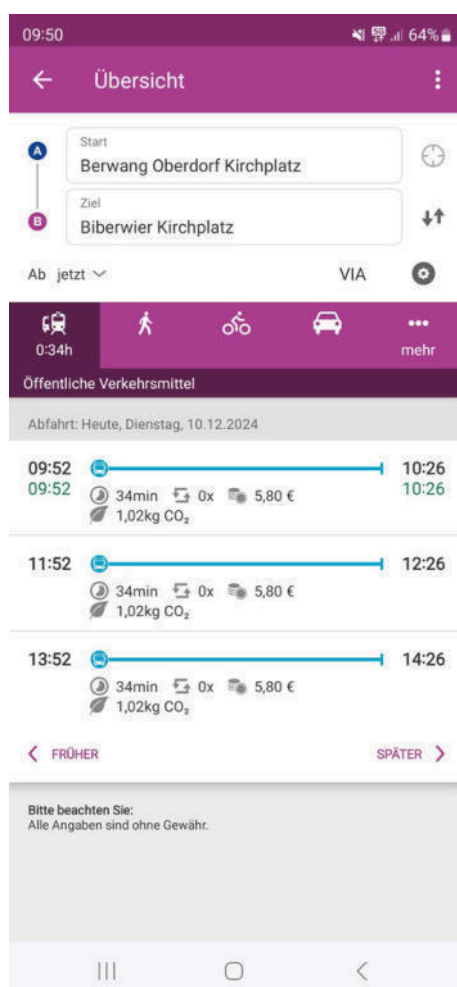 09:50 64%
Übersicht
A
Start
Berwang Oberdorf Kirchplatz
B
Ziel
Biberwier Kirchplatz
Ab jetzt VIA
0:34h mehr
Öffentliche Verkehrsmittel
Abfahrt: Heute, Dienstag, 10.12.2024
09:52 10:26
09:52 10:26
34min 0x 5,80 €
1,02kg CO₂
11:52 12:26
34min 0x 5,80 €
1,02kg CO₂
13:52 14:26
34min 0x 5,80 €
1,02kg CO₂
FRÜHER SPÄTER
Bitte beachten Sie:
Alle Angaben sind ohne Gewähr.